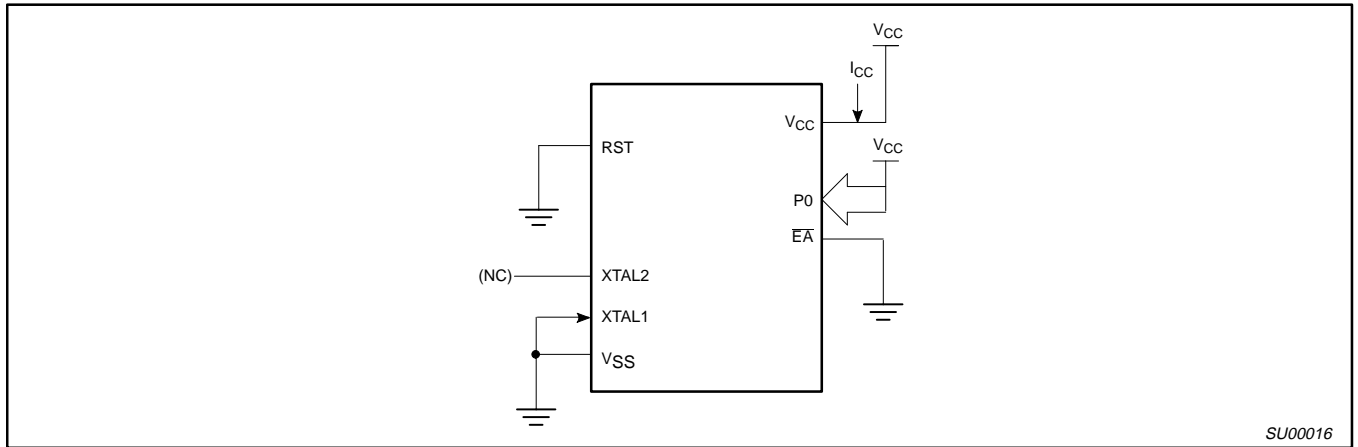 VCC
ICC
VCC
RST
VCC
P0
EA
(NC)
XTAL2
XTAL1
VSS
SU00016